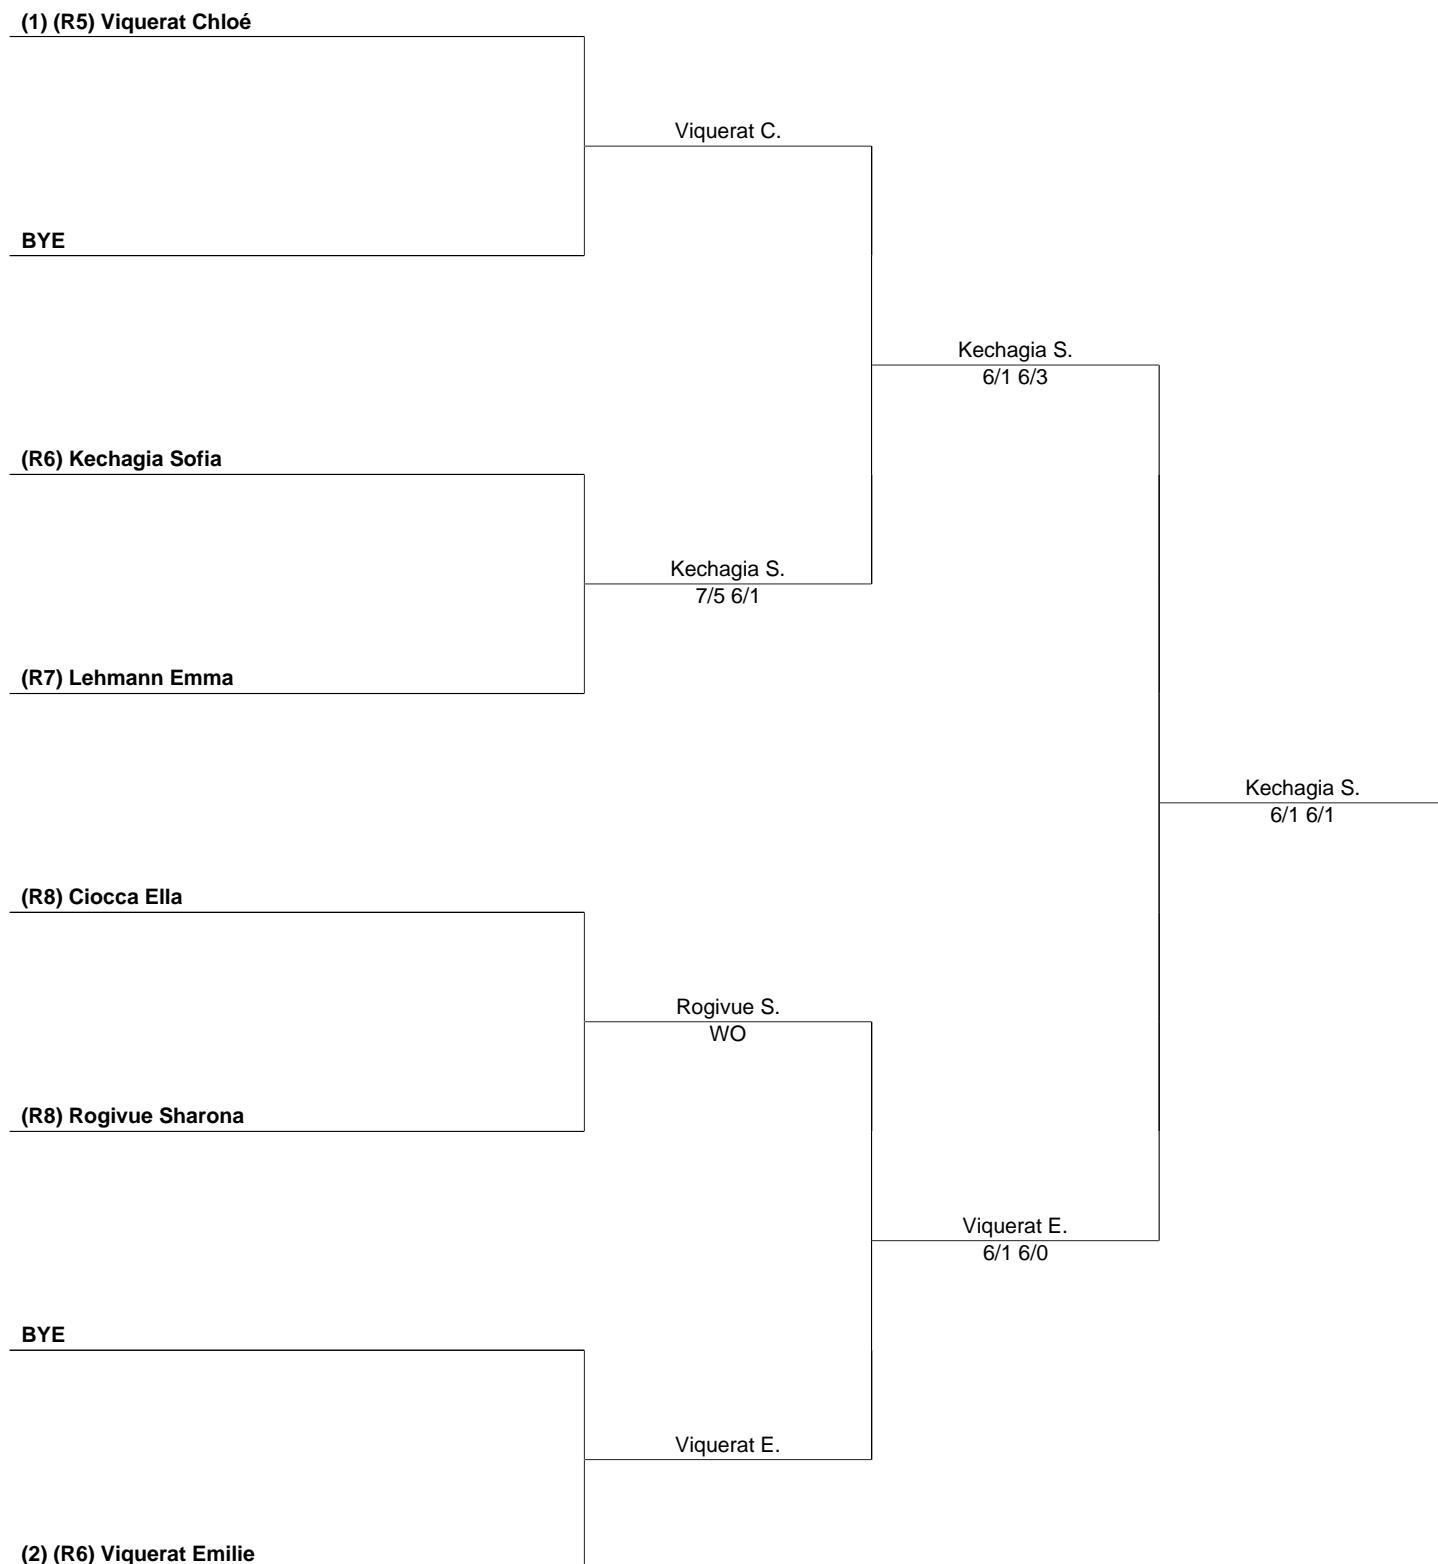 (1) (R5) Viquerat Chloé
Viquerat C.
BYE
Kechagia S.
6/1 6/3
(R6) Kechagia Sofia
Kechagia S.
7/5 6/1
(R7) Lehmann Emma
Kechagia S.
6/1 6/1
(R8) Ciocca Ella
Rogivue S.
WO
(R8) Rogivue Sharona
Viquerat E.
6/1 6/0
BYE
Viquerat E.
(2) (R6) Viquerat Emilie